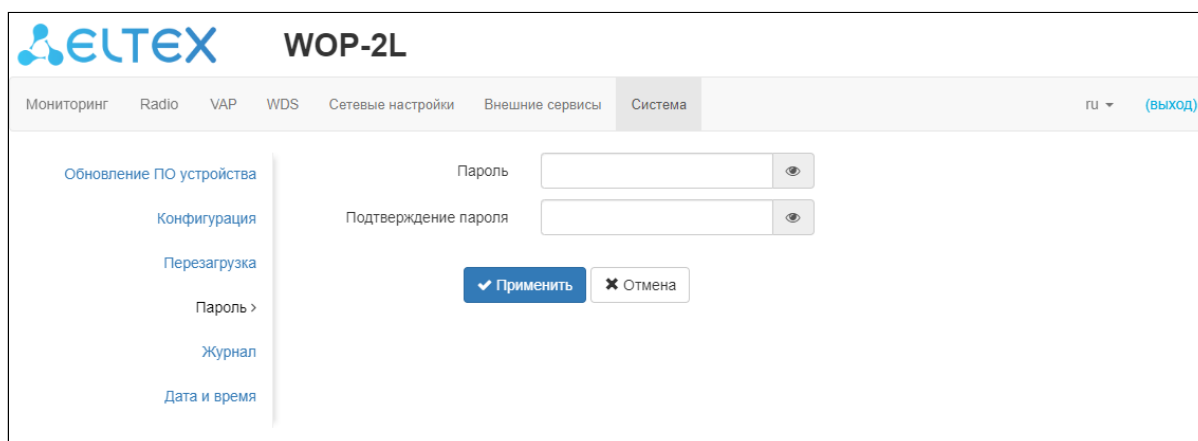 ELTEX WOP-2L
Мониторинг Radio VAP WDS Сетевые настройки Внешние сервисы Система ru (выход)
Обновление ПО устройства
Пароль
Конфигурация
Подтверждение пароля
Перезагрузка
Применить Отмена
Пароль >
Журнал
Дата и время